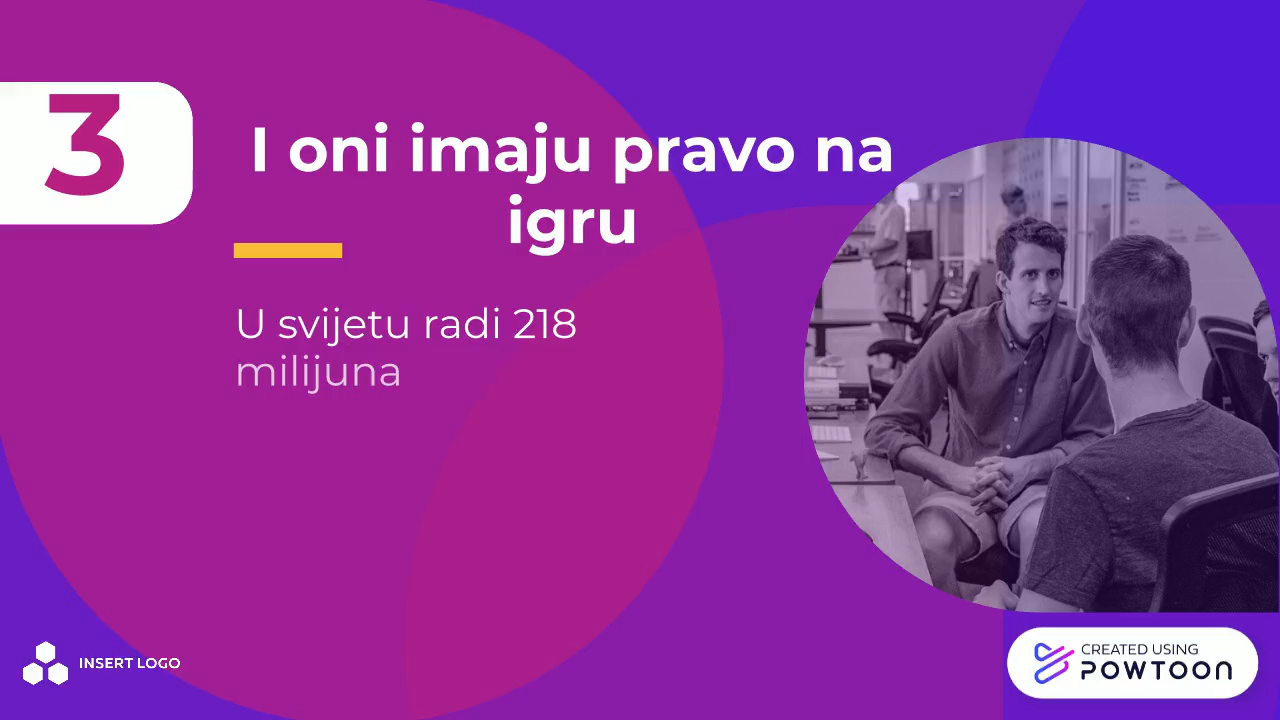 3
I oni imaju pravo na
igru
U svijetu radi 218
milijuna
INSERT LOGO
CREATED USING
POWTOON